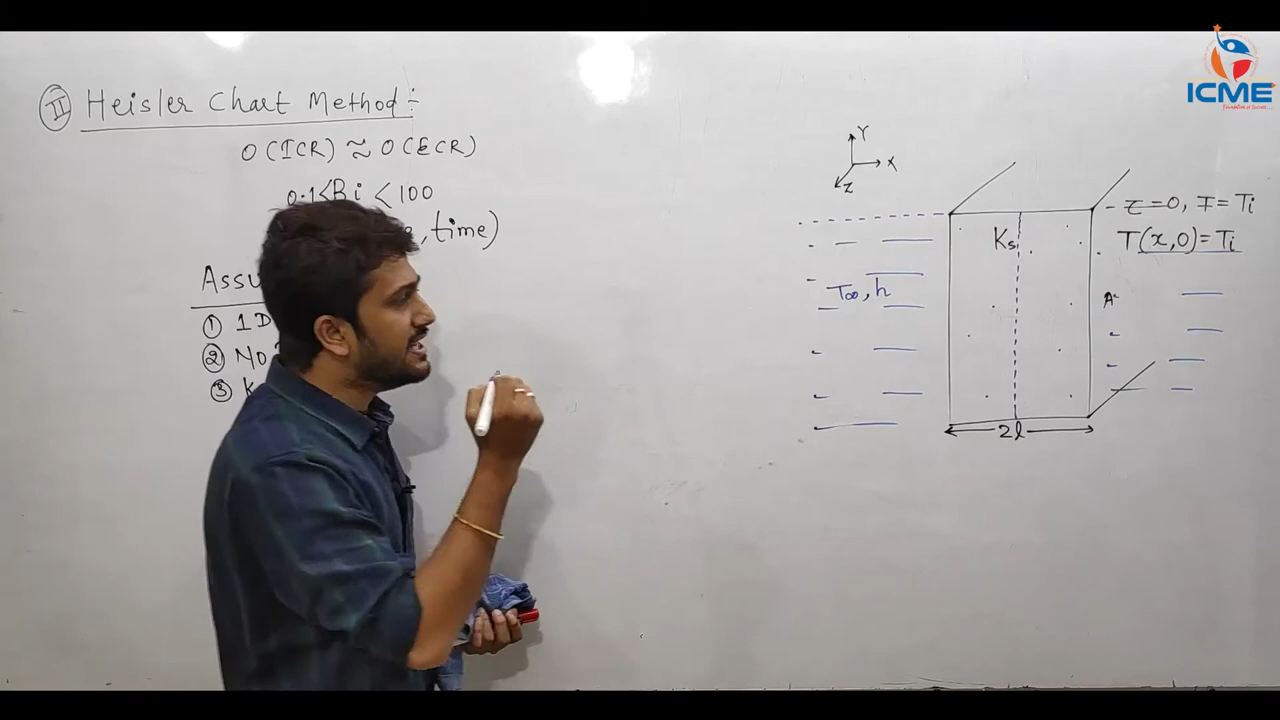 II Heisler Chart Method :-
O(ICR) ≈ O(ECR)
0.1 < Bi < 100
, time)
Assu
① 1D
② No
③ K
Y
X
Z
Ks
T∞, h
τ=0, T=Ti
T(x,0)=Ti
A
2l
ICME